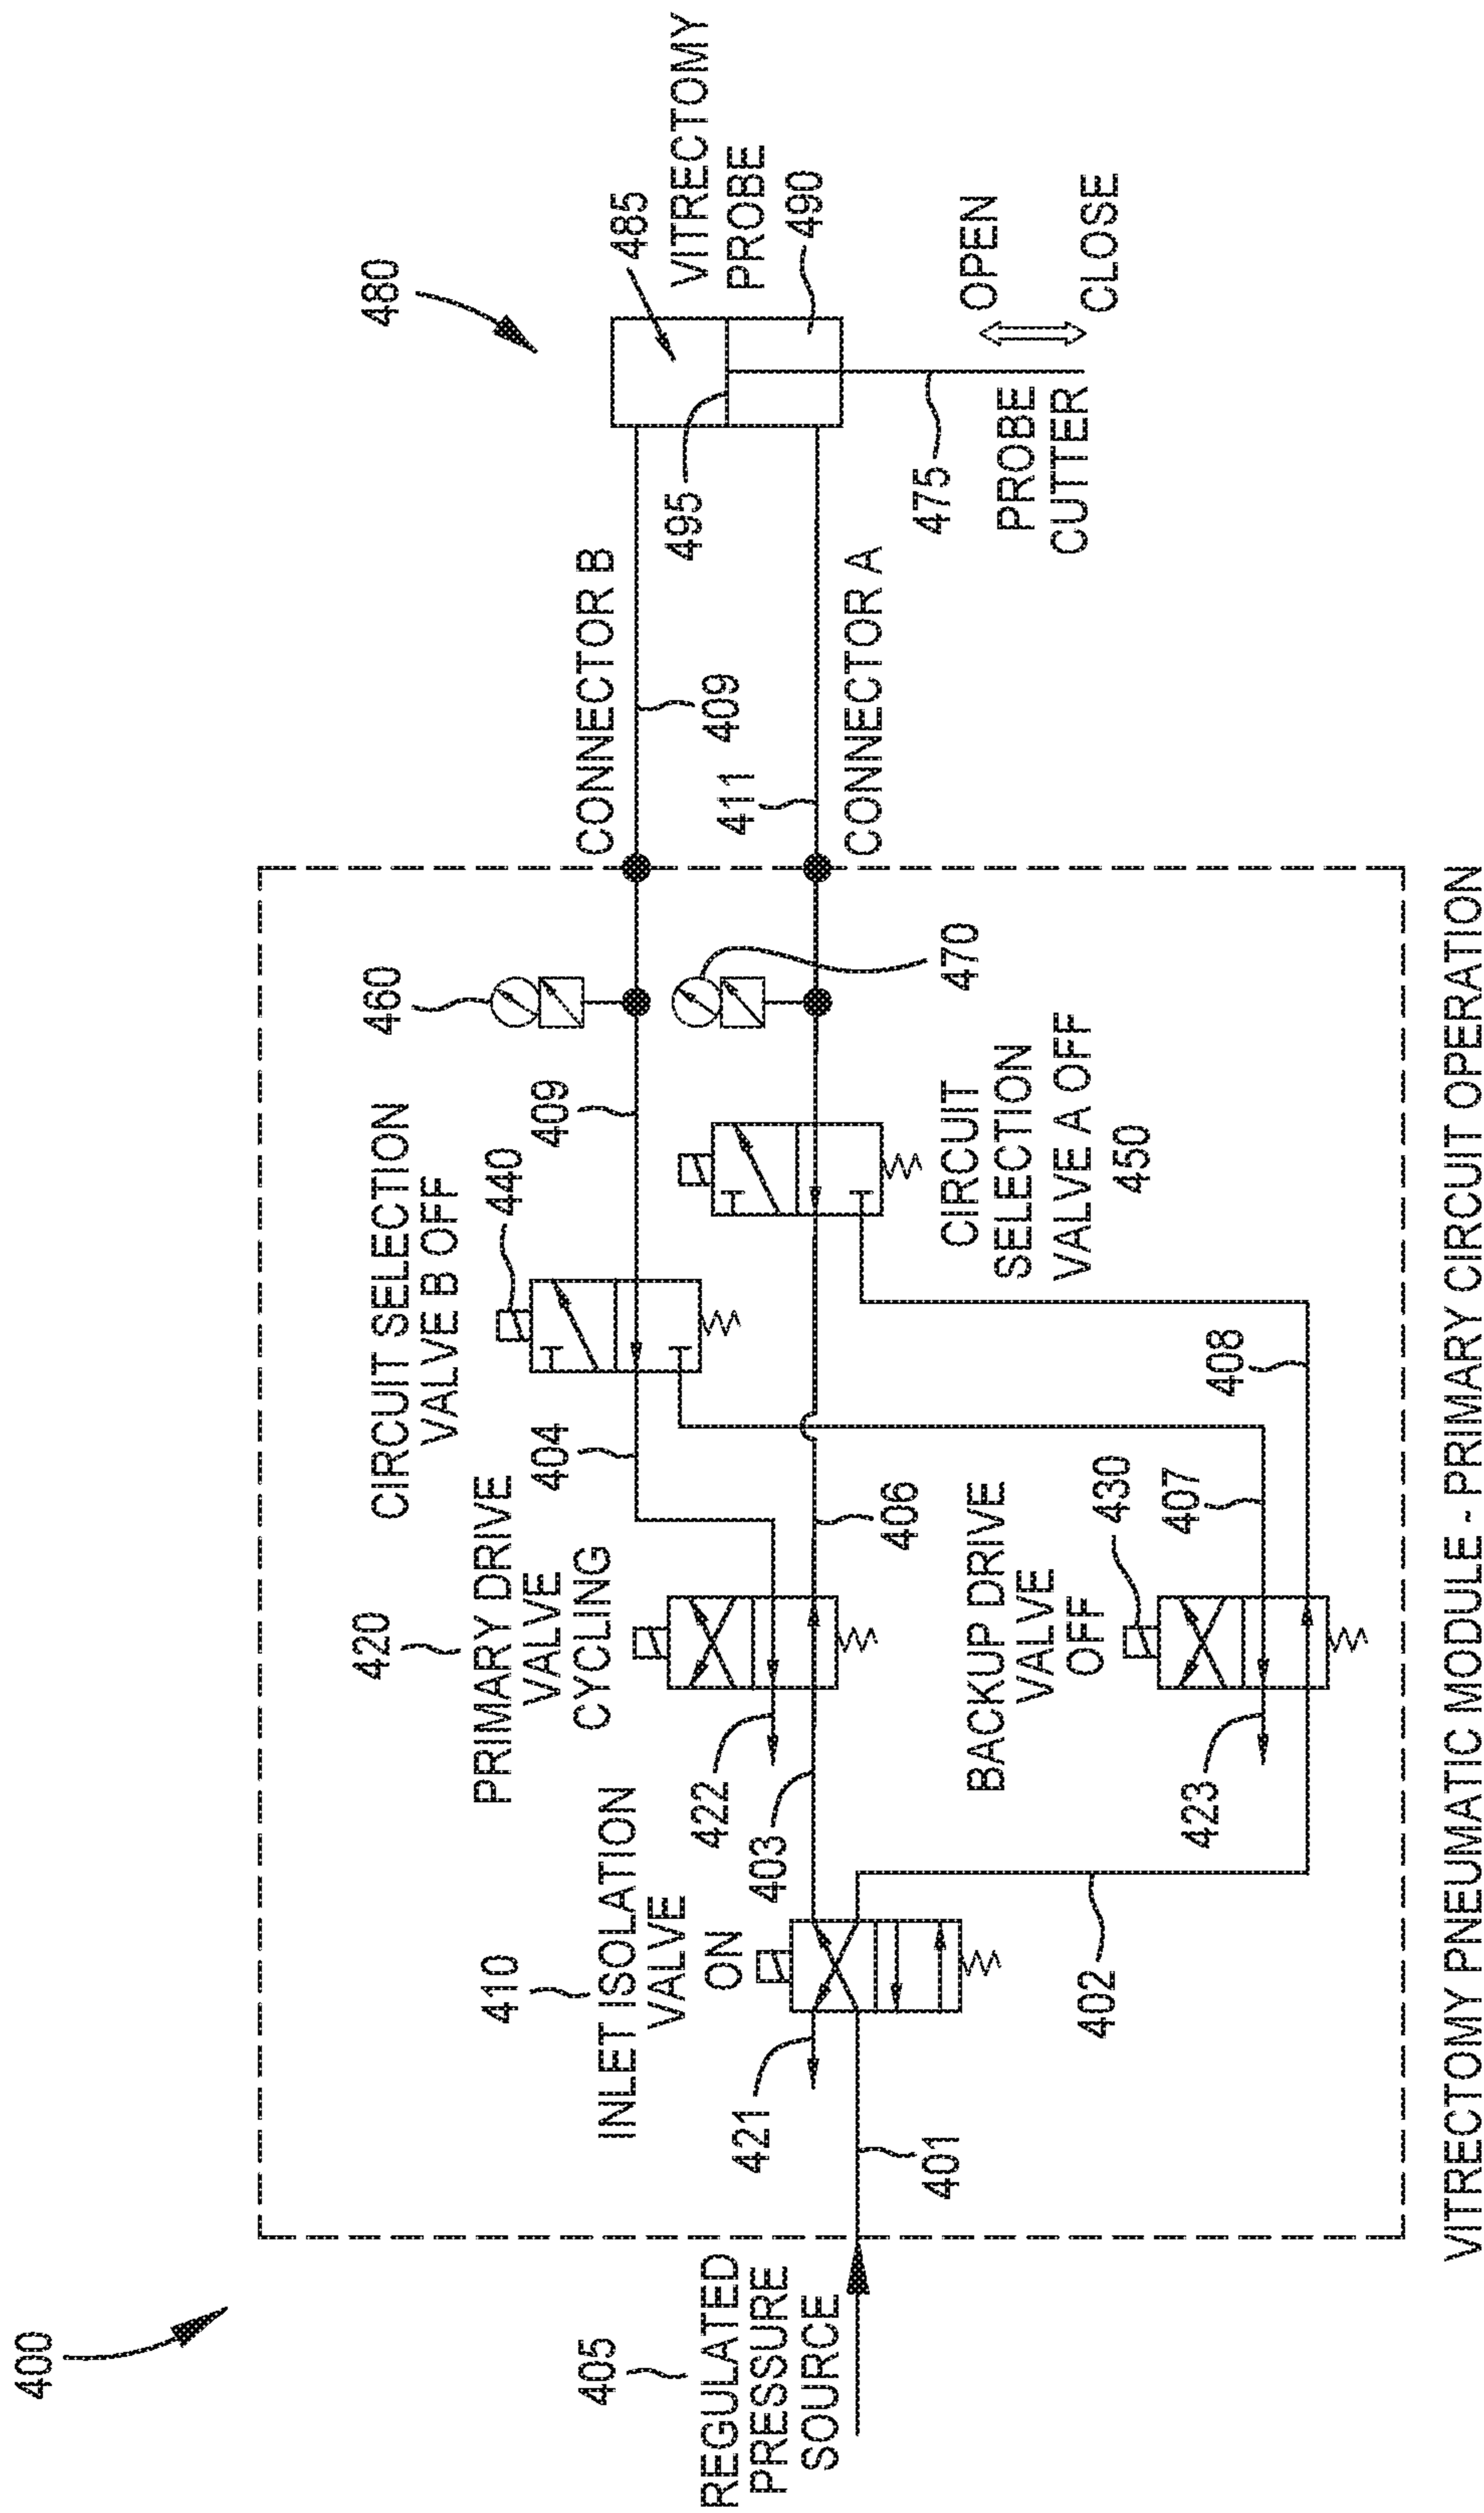 400
405
REGULATED
PRESSURE
SOURCE
401
421
410
INLET ISOLATION
VALVE
ON
402
403
422
420
PRIMARY DRIVE
VALVE
CYCLING
423
BACKUP DRIVE
VALVE
OFF
430
407
406
404
408
CIRCUIT SELECTION
VALVE B OFF
440
409
CIRCUIT
SELECTION
VALVE A OFF
450
460
470
CONNECTOR B
409
411
CONNECTOR A
480
495
485
VITRECTOMY
PROBE
490
475
PROBE
CUTTER
OPEN
CLOSE
VITRECTOMY PNEUMATIC MODULE - PRIMARY CIRCUIT OPERATION